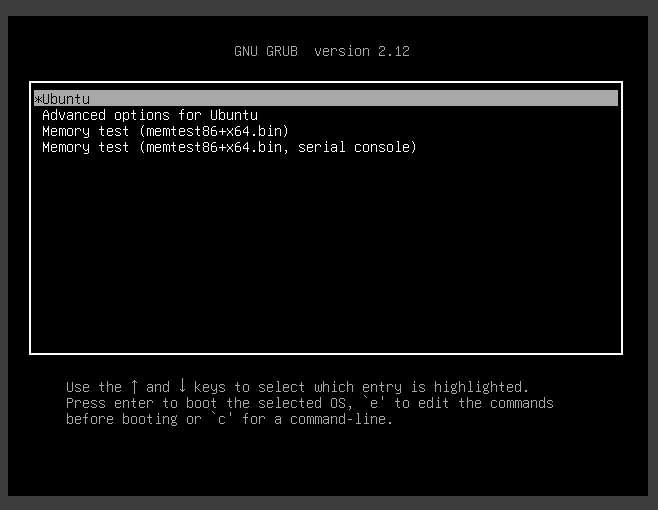 GNU GRUB  version 2.12
*Ubuntu
Advanced options for Ubuntu
Memory test (memtest86+x64.bin)
Memory test (memtest86+x64.bin, serial console)
Use the ↑ and ↓ keys to select which entry is highlighted.
Press enter to boot the selected OS, `e' to edit the commands
before booting or `c' for a command-line.